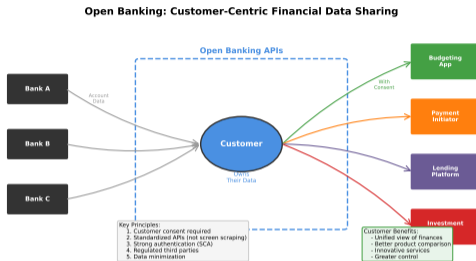 Open Banking: Customer-Centric Financial Data Sharing
Open Banking APIs
Bank A
Bank B
Bank C
Account
Data
Customer
Owns
Their Data
With
Consent
Budgeting
App
Payment
Initiator
Lending
Platform
Investment
Key Principles:
1. Customer consent required
2. Standardized APIs (not screen scraping)
3. Strong authentication (SCA)
4. Regulated third parties
5. Data minimization
Customer Benefits:
- Unified view of finances
- Better product comparison
- Innovative services
- Greater control